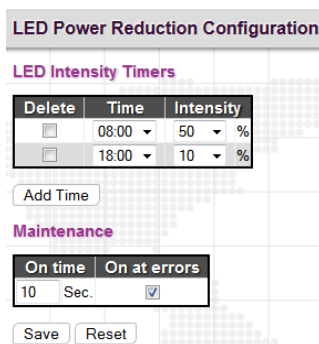 LED Power Reduction Configuration
LED Intensity Timers
Delete Time Intensity
08:00 50 %
18:00 10 %
Add Time
Maintenance
On time On at errors
10 Sec.
Save Reset